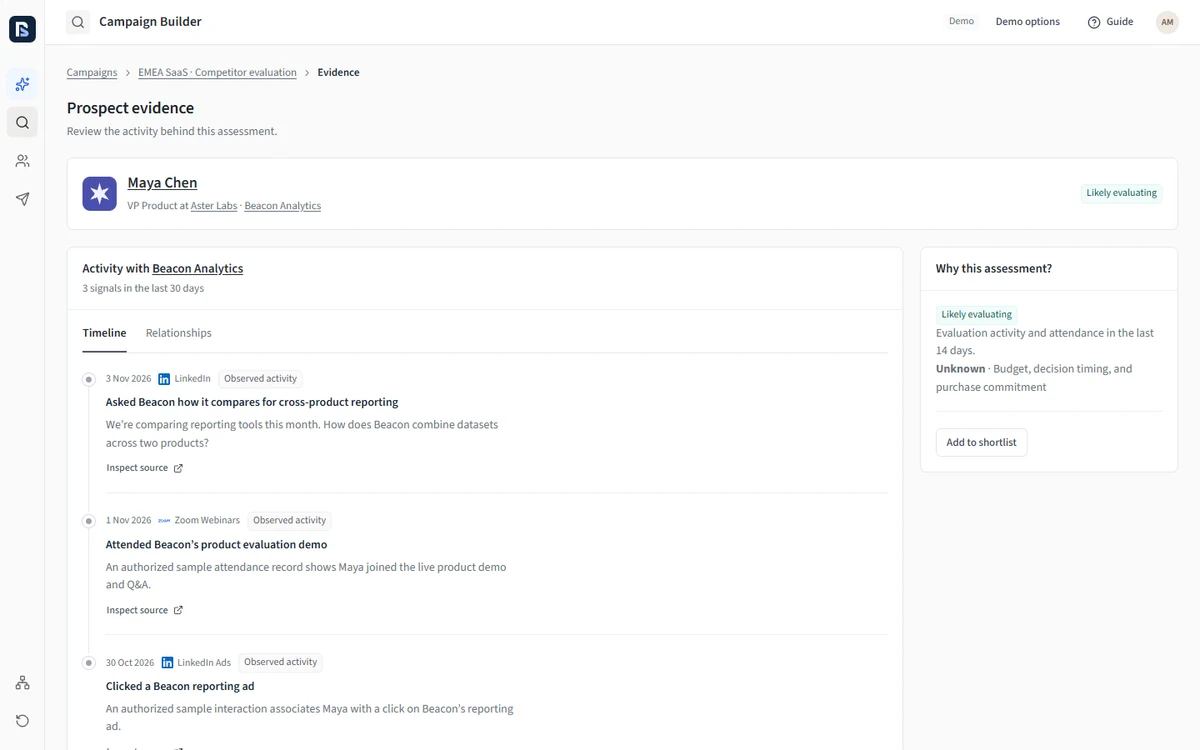 Campaign Builder
Demo
Demo options
Guide
AM
Campaigns > EMEA SaaS · Competitor evaluation > Evidence
Prospect evidence
Review the activity behind this assessment.
Maya Chen
VP Product at Aster Labs · Beacon Analytics
Likely evaluating
Activity with Beacon Analytics
3 signals in the last 30 days
Timeline
Relationships
3 Nov 2026 in LinkedIn Observed activity
Asked Beacon how it compares for cross-product reporting
We're comparing reporting tools this month. How does Beacon combine datasets
across two products?
Inspect source
1 Nov 2026 zoom Zoom Webinars Observed activity
Attended Beacon's product evaluation demo
An authorized sample attendance record shows Maya joined the live product demo
and Q&A.
Inspect source
30 Oct 2026 in LinkedIn Ads Observed activity
Clicked a Beacon reporting ad
An authorized sample interaction associates Maya with a click on Beacon's reporting
ad.
Why this assessment?
Likely evaluating
Evaluation activity and attendance in the last
14 days.
Unknown · Budget, decision timing, and
purchase commitment
Add to shortlist